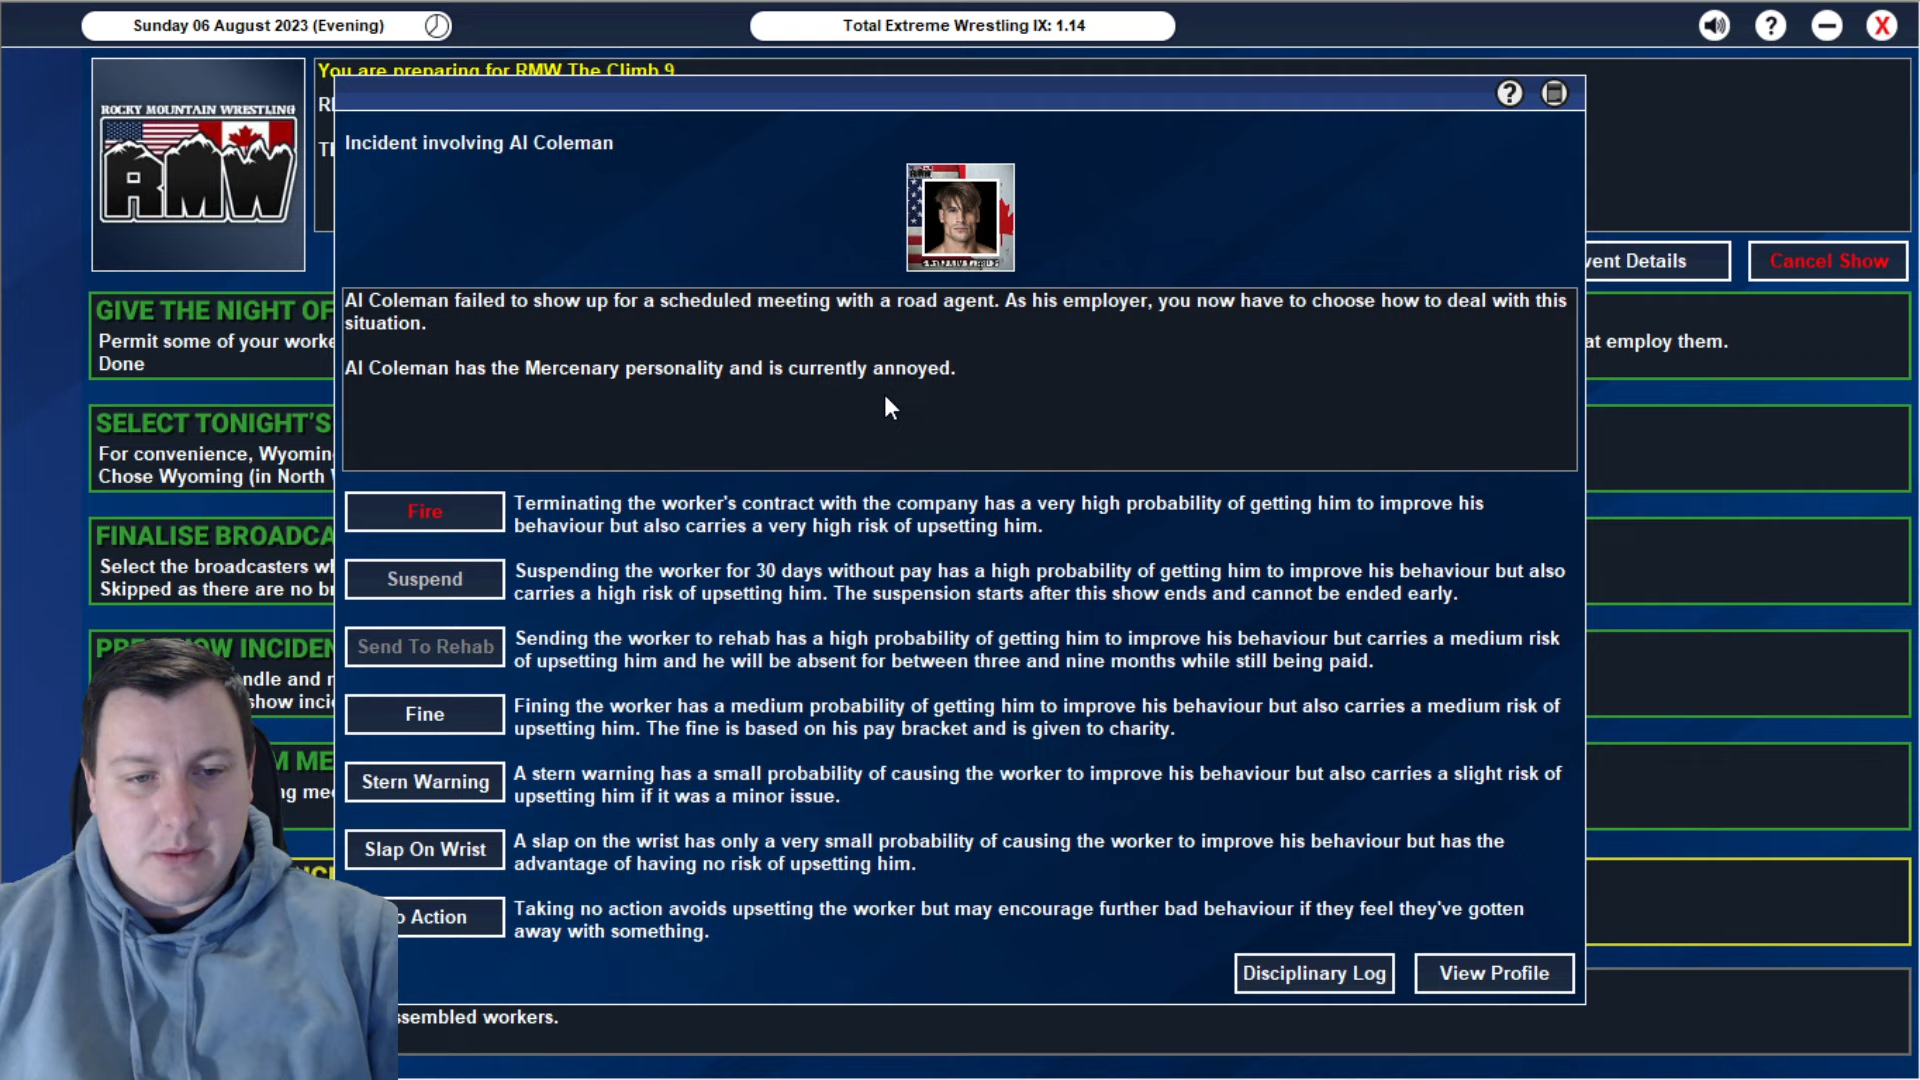 Sunday 06 August 2023 (Evening)
Total Extreme Wrestling IX: 1.14
?
X
ROCKY MOUNTAIN WRESTLING
RMW
You are preparing for RMW The Climb 9
?
Incident involving Al Coleman
Al Coleman failed to show up for a scheduled meeting with a road agent. As his employer, you now have to choose how to deal with this
situation.
Al Coleman has the Mercenary personality and is currently annoyed.
vent Details
Cancel Show
GIVE THE NIGHT OF
Permit some of your worke
at employ them.
Done
SELECT TONIGHT'S
For convenience, Wyomin
Chose Wyoming (in North
FINALISE BROADCA
Select the broadcasters w
Skipped as there are no b
Fire
Terminating the worker's contract with the company has a very high probability of getting him to improve his
behaviour but also carries a very high risk of upsetting him.
Suspend
Suspending the worker for 30 days without pay has a high probability of getting him to improve his behaviour but also
carries a high risk of upsetting him. The suspension starts after this show ends and cannot be ended early.
Send To Rehab
Sending the worker to rehab has a high probability of getting him to improve his behaviour but carries a medium risk
of upsetting him and he will be absent for between three and nine months while still being paid.
Fine
Fining the worker has a medium probability of getting him to improve his behaviour but also carries a medium risk of
upsetting him. The fine is based on his pay bracket and is given to charity.
Stern Warning
A stern warning has a small probability of causing the worker to improve his behaviour but also carries a slight risk of
upsetting him if it was a minor issue.
Slap On Wrist
A slap on the wrist has only a very small probability of causing the worker to improve his behaviour but has the
advantage of having no risk of upsetting him.
o Action
Taking no action avoids upsetting the worker but may encourage further bad behaviour if they feel they've gotten
away with something.
Disciplinary Log
View Profile
ssembled workers.